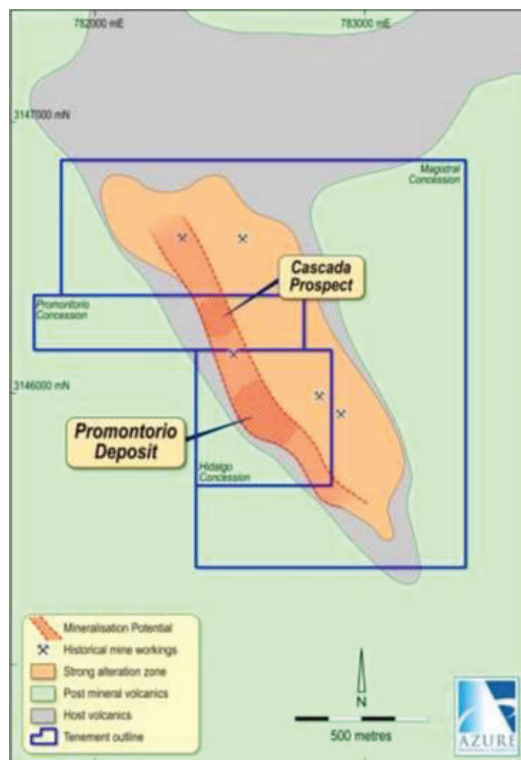 782000 mE
783000 mE
3147000 mN
Magistral
Concession
Cascada
Prospect
Promontorio
Concession
3146000 mN
Promontorio
Deposit
Hidalgo
Concession
Mineralisation Potential
Historical mine workings
Strong alteration zone
Post mineral volcanics
Host volcanics
Tenement outline
N
500 metres
AZURE